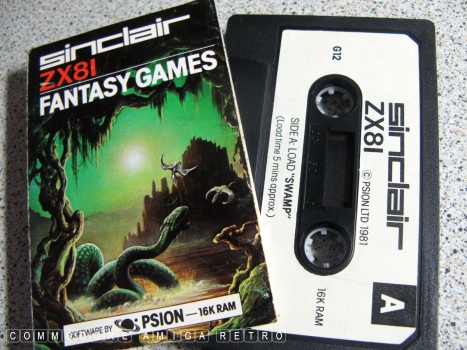 sinclair
ZX81
FANTASY GAMES
SOFTWARE BY PSION—16K RAM
G12
SIDE A: LOAD "SWAMP"
(Load time 5 mins approx.)
© PSION LTD 1981
sinclair
ZX81
16K RAM
A
COMMODORE AMIGA RETRO